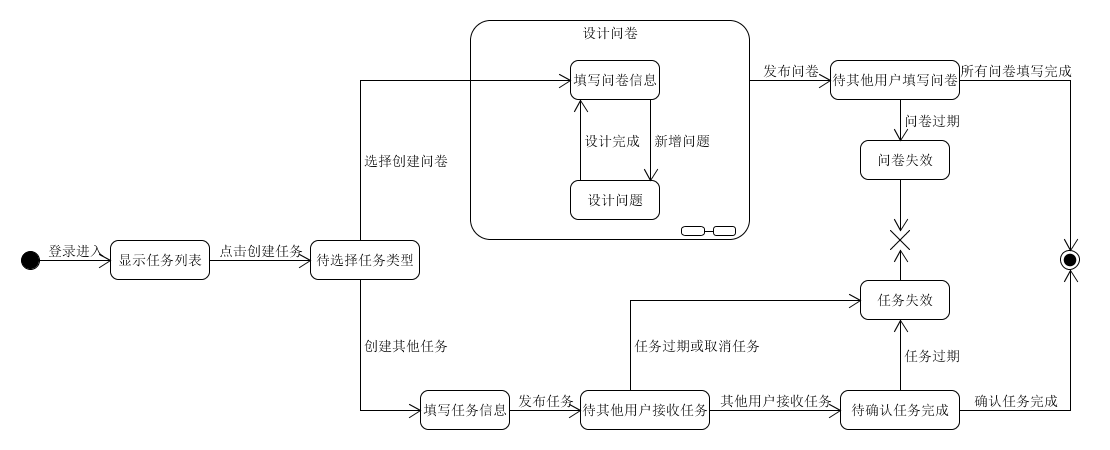 设计问卷
填写问卷信息
发布问卷
待其他用户填写问卷
所有问卷填写完成
设计完成
新增问题
问卷过期
选择创建问卷
问卷失效
设计问题
登录进入
显示任务列表
点击创建任务
待选择任务类型
任务失效
创建其他任务
任务过期或取消任务
任务过期
填写任务信息
发布任务
待其他用户接收任务
其他用户接收任务
待确认任务完成
确认任务完成